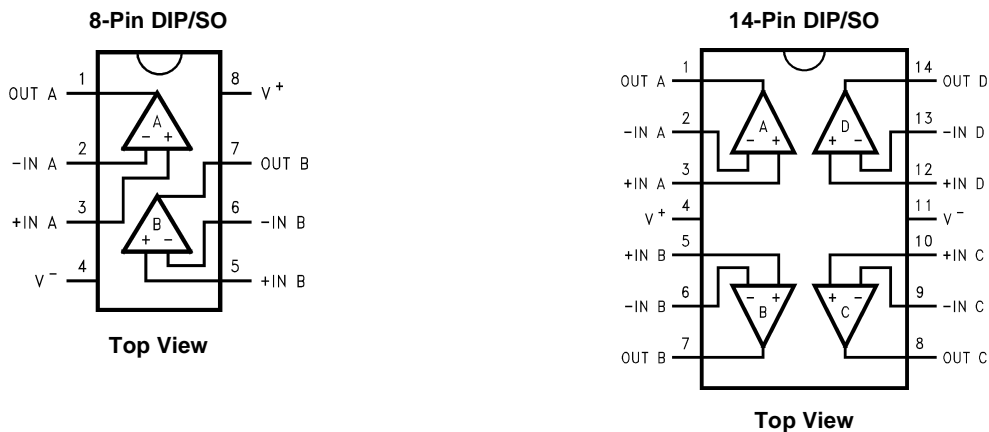 8-Pin DIP/SO
1
OUT A
8
V+
A
- +
2
-IN A
7
OUT B
3
+IN A
6
-IN B
B
+ -
4
V-
5
+IN B
Top View
14-Pin DIP/SO
1
OUT A
14
OUT D
2
-IN A
A
- +
D
+ -
13
-IN D
3
+IN A
12
+IN D
4
V+
11
V-
5
+IN B
10
+IN C
6
-IN B
- +
B
+ -
C
9
-IN C
7
OUT B
8
OUT C
Top View